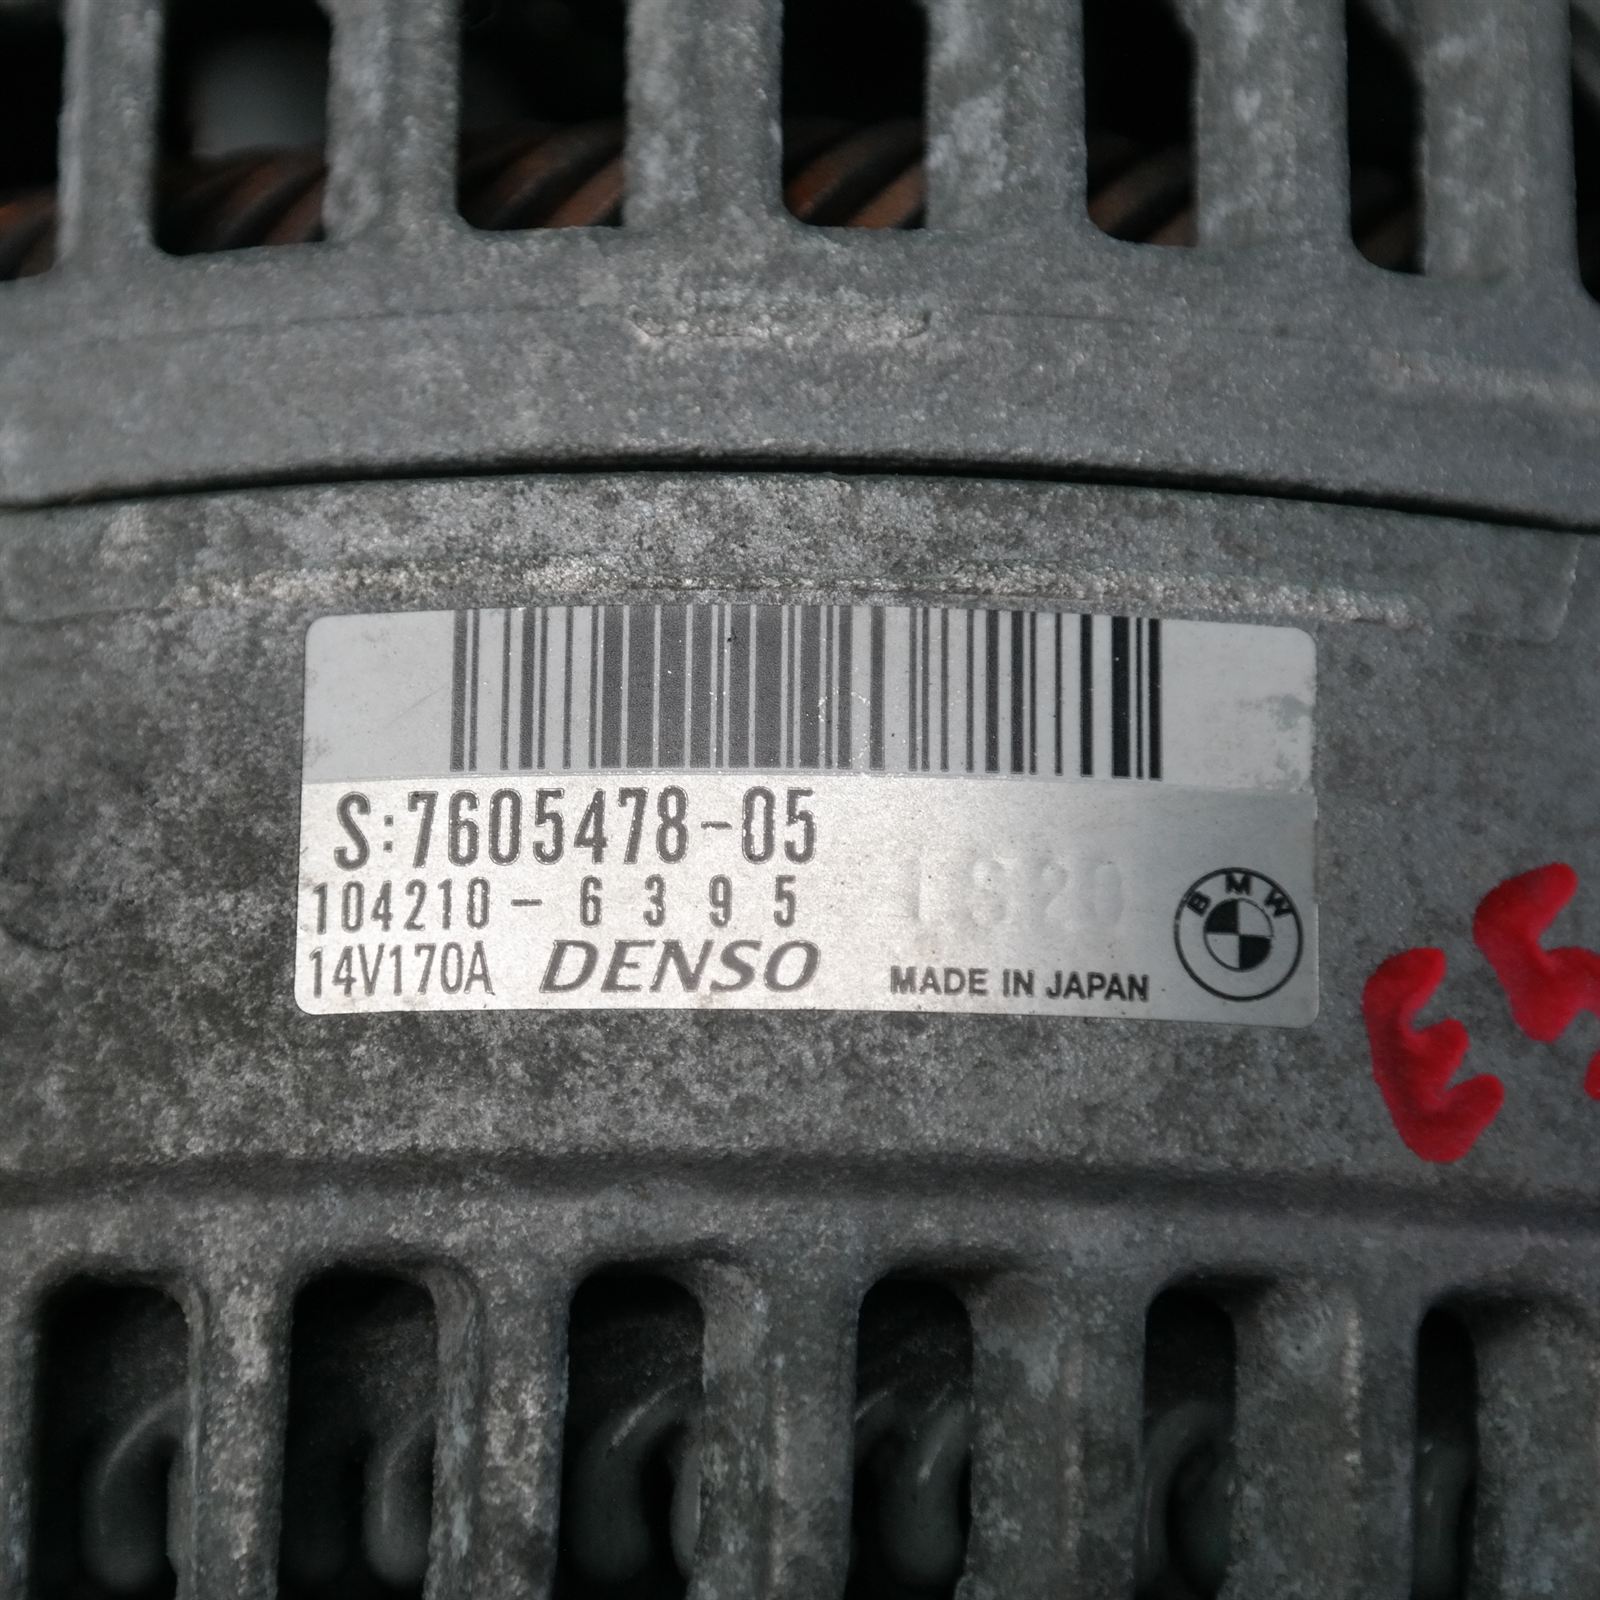 S:7605478-05
104210-6395
14V170A DENSO MADE IN JAPAN
BMW